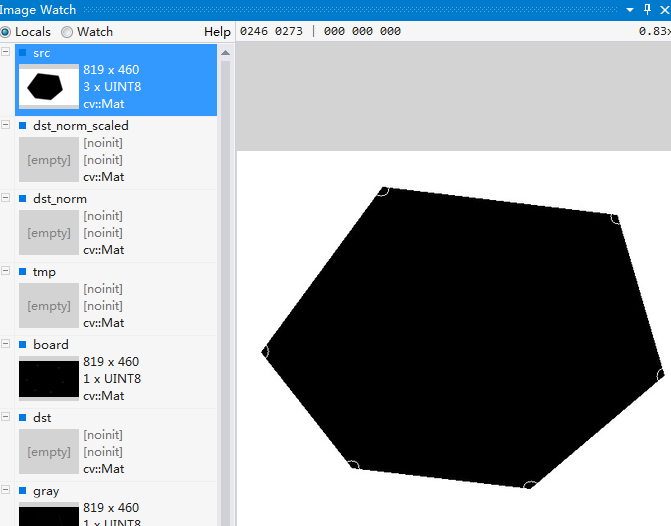 Image Watch
Locals Watch Help 0246 0273 | 000 000 000 0.83x
src
819 x 460
3 x UINT8
cv::Mat
dst_norm_scaled
[noinit]
[empty] [noinit]
cv::Mat
dst_norm
[noinit]
[empty] [noinit]
cv::Mat
tmp
[noinit]
[empty] [noinit]
cv::Mat
board
819 x 460
1 x UINT8
cv::Mat
dst
[noinit]
[empty] [noinit]
cv::Mat
gray
819 x 460
1 x UINT8